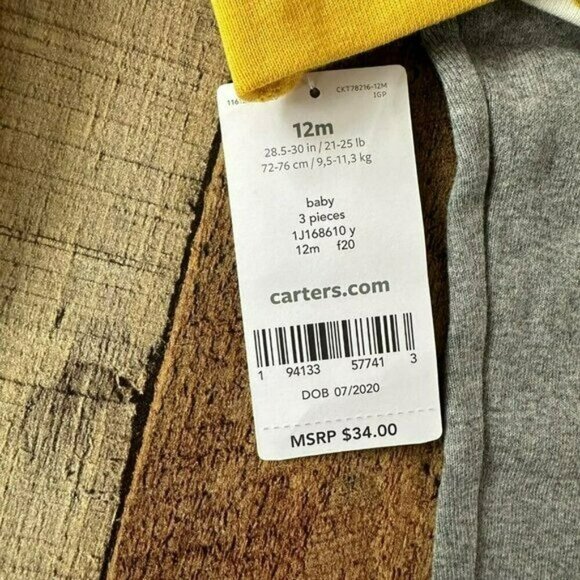 CKT78216-12M
IGP
12m
28.5-30 in / 21-25 lb
72-76 cm / 9,5-11,3 kg
baby
3 pieces
1J168610 y
12m f20
carters.com
1 94133 57741 3
DOB 07/2020
MSRP $34.00